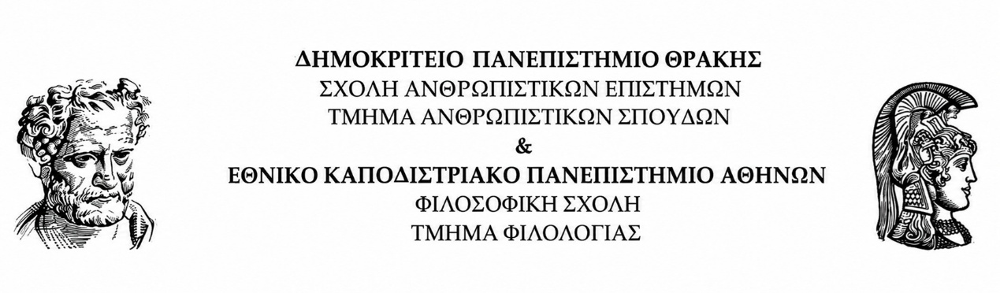 ΔΗΜΟΚΡΙΤΕΙΟ ΠΑΝΕΠΙΣΤΗΜΙΟ ΘΡΑΚΗΣ
ΣΧΟΛΗ ΑΝΘΡΩΠΙΣΤΙΚΩΝ ΕΠΙΣΤΗΜΩΝ
ΤΜΗΜΑ ΑΝΘΡΩΠΙΣΤΙΚΩΝ ΣΠΟΥΔΩΝ
&
ΕΘΝΙΚΟ ΚΑΠΟΔΙΣΤΡΙΑΚΟ ΠΑΝΕΠΙΣΤΗΜΙΟ ΑΘΗΝΩΝ
ΦΙΛΟΣΟΦΙΚΗ ΣΧΟΛΗ
ΤΜΗΜΑ ΦΙΛΟΛΟΓΙΑΣ